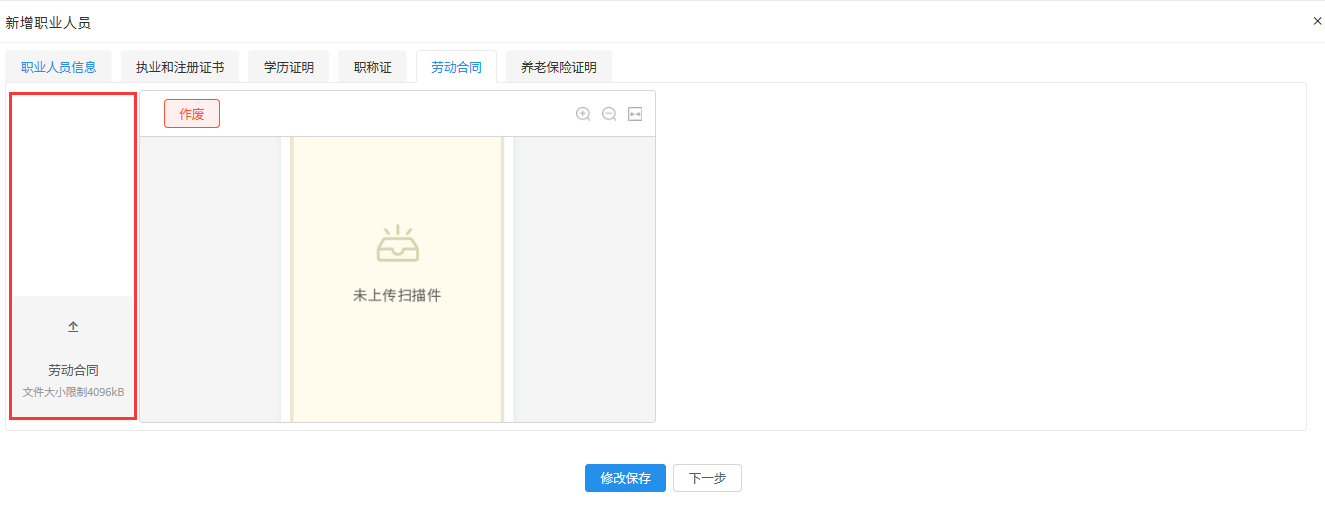 新增职业人员
职业人员信息 执业和注册证书 学历证明 职称证 劳动合同 养老保险证明
作废
未上传扫描件
劳动合同
文件大小限制4096kB
修改保存 下一步